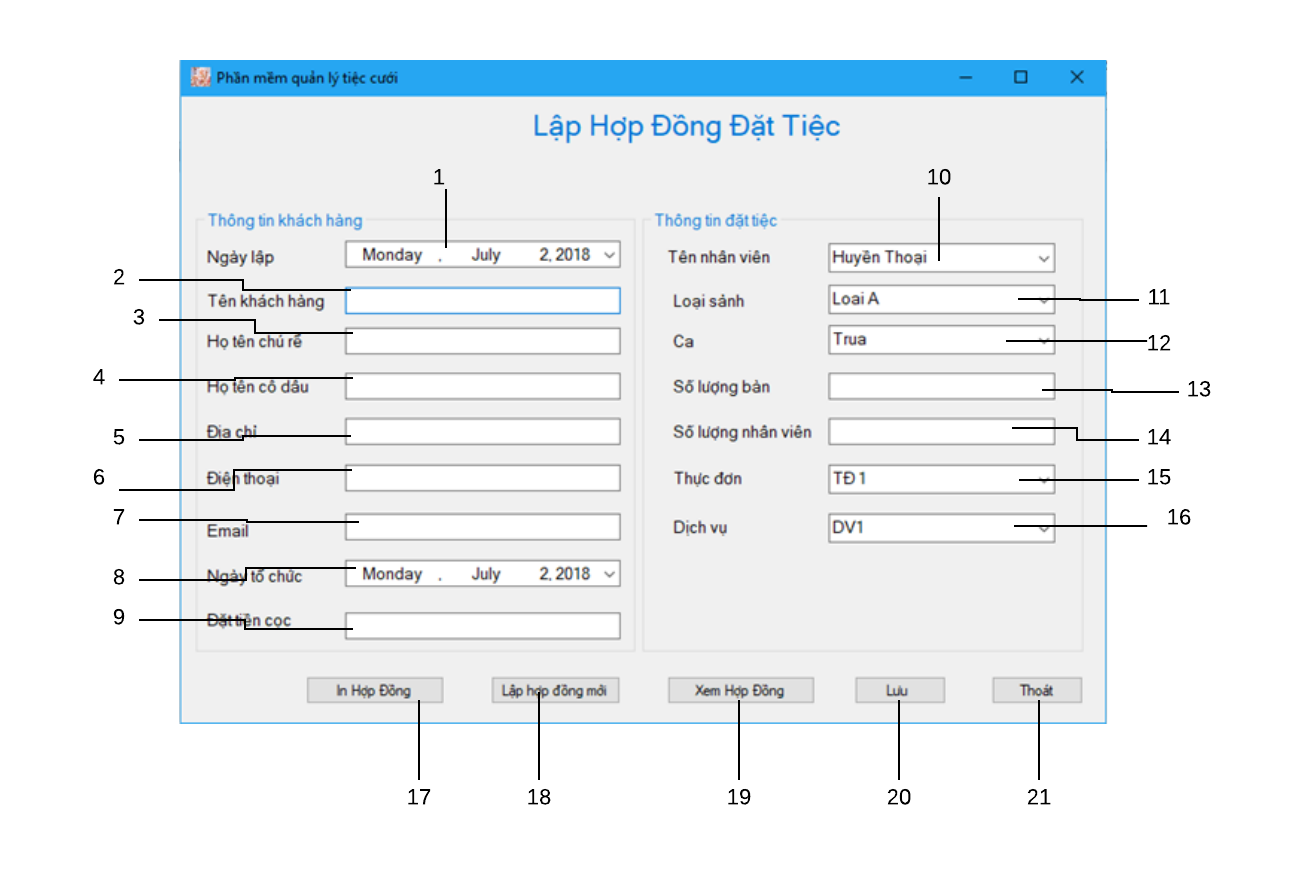 Phần mềm quản lý tiệc cưới
Lập Hợp Đồng Đặt Tiệc
1
10
Thông tin khách hàng
Ngày lập
Monday , July 2, 2018
2
Tên khách hàng
3
Họ tên chú rể
4
Họ tên cô dâu
5
Địa chỉ
6
Điện thoại
7
Email
8
Ngày tổ chức
Monday , July 2, 2018
9
Đặt tiền cọc
Thông tin đặt tiệc
Tên nhân viên
Huyền Thoại
Loại sảnh
Loai A
11
Ca
Trua
12
Số lượng bàn
13
Số lượng nhân viên
14
Thực đơn
TĐ 1
15
Dịch vụ
DV1
16
In Hợp Đồng
Lập hợp đồng mới
Xem Hợp Đồng
Lưu
Thoát
17
18
19
20
21